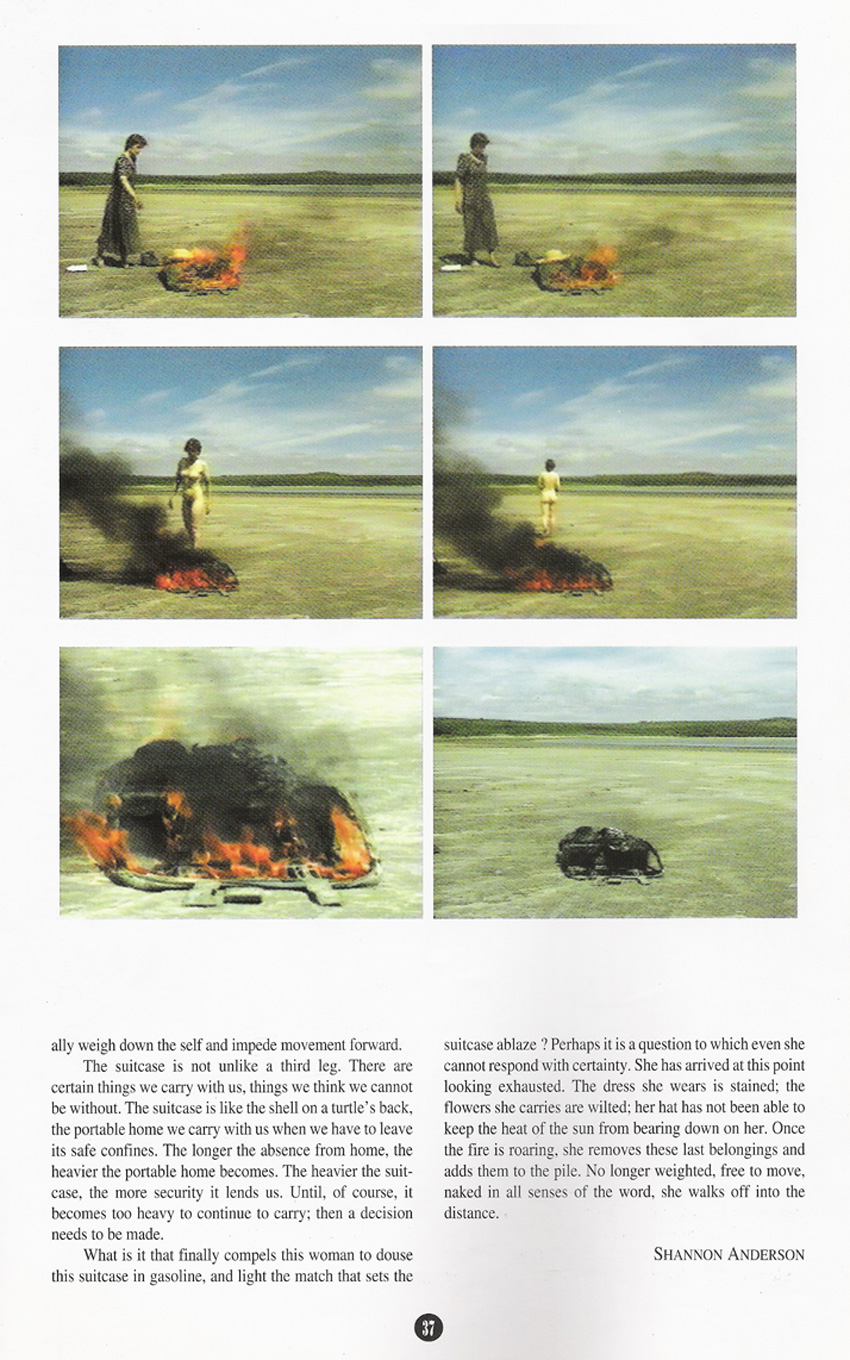 ally weigh down the self and impede movement forward.
The suitcase is not unlike a third leg. There are
certain things we carry with us, things we think we cannot
be without. The suitcase is like the shell on a turtle's back,
the portable home we carry with us when we have to leave
its safe confines. The longer the absence from home, the
heavier the portable home becomes. The heavier the suit-
case, the more security it lends us. Until, of course, it
becomes too heavy to continue to carry; then a decision
needs to be made.
What is it that finally compels this woman to douse
this suitcase in gasoline, and light the match that sets the
suitcase ablaze ? Perhaps it is a question to which even she
cannot respond with certainty. She has arrived at this point
looking exhausted. The dress she wears is stained; the
flowers she carries are wilted; her hat has not been able to
keep the heat of the sun from bearing down on her. Once
the fire is roaring, she removes these last belongings and
adds them to the pile. No longer weighted, free to move,
naked in all senses of the word, she walks off into the
distance.
SHANNON ANDERSON
37